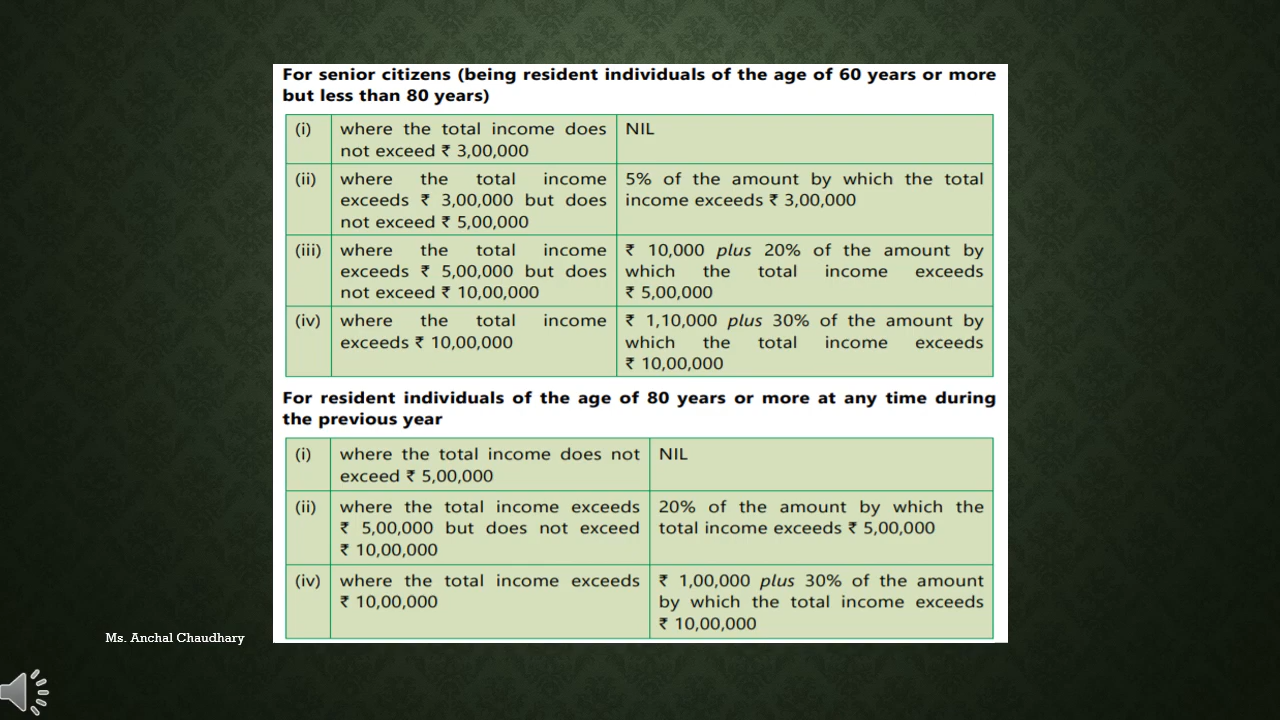 For senior citizens (being resident individuals of the age of 60 years or more
but less than 80 years)
(i) where the total income does NIL
not exceed ₹ 3,00,000
(ii) where the total income 5% of the amount by which the total
exceeds ₹ 3,00,000 but does income exceeds ₹ 3,00,000
not exceed ₹ 5,00,000
(iii) where the total income ₹ 10,000 plus 20% of the amount by
exceeds ₹ 5,00,000 but does which the total income exceeds
not exceed ₹ 10,00,000 ₹ 5,00,000
(iv) where the total income ₹ 1,10,000 plus 30% of the amount by
exceeds ₹ 10,00,000 which the total income exceeds
₹ 10,00,000
For resident individuals of the age of 80 years or more at any time during
the previous year
(i) where the total income does not NIL
exceed ₹ 5,00,000
(ii) where the total income exceeds 20% of the amount by which the
₹ 5,00,000 but does not exceed total income exceeds ₹ 5,00,000
₹ 10,00,000
(iv) where the total income exceeds ₹ 1,00,000 plus 30% of the amount
₹ 10,00,000 by which the total income exceeds
₹ 10,00,000
Ms. Anchal Chaudhary